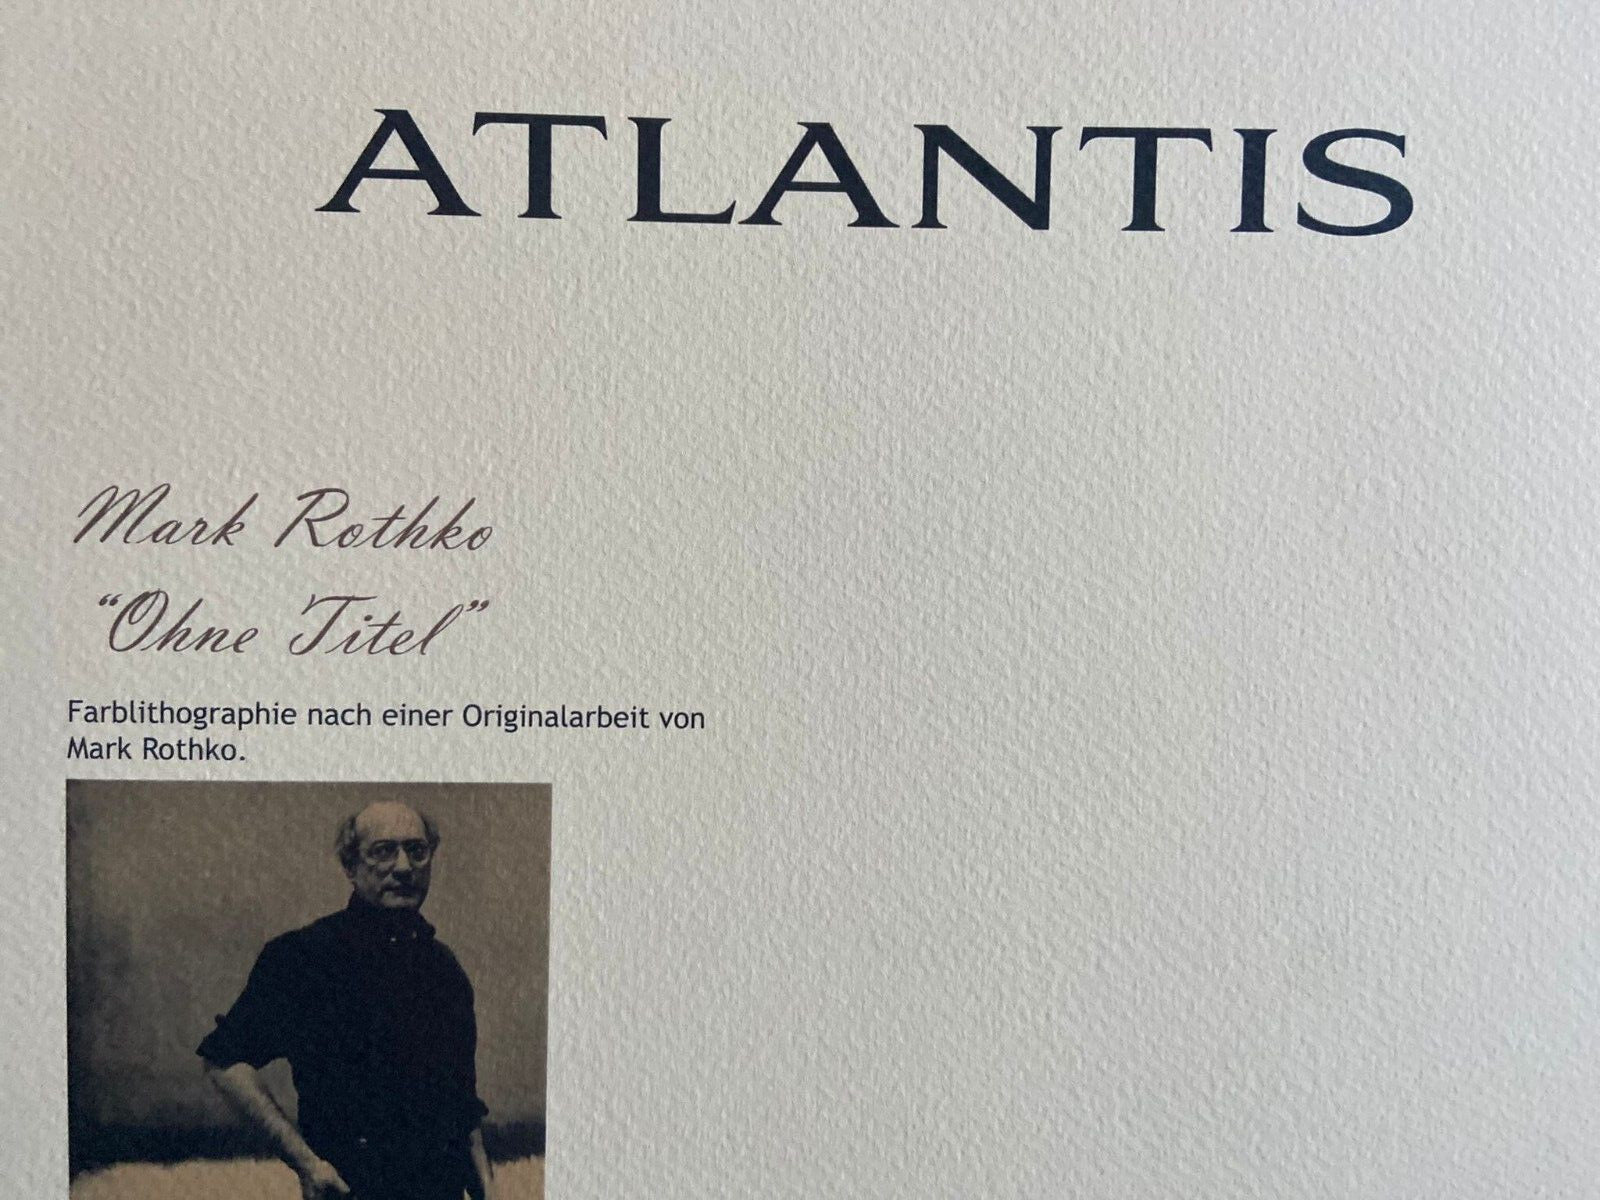 ATLANTIS
Mark Rothko
“Ohne Titel”
Farblithographie nach einer Originalarbeit von
Mark Rothko.